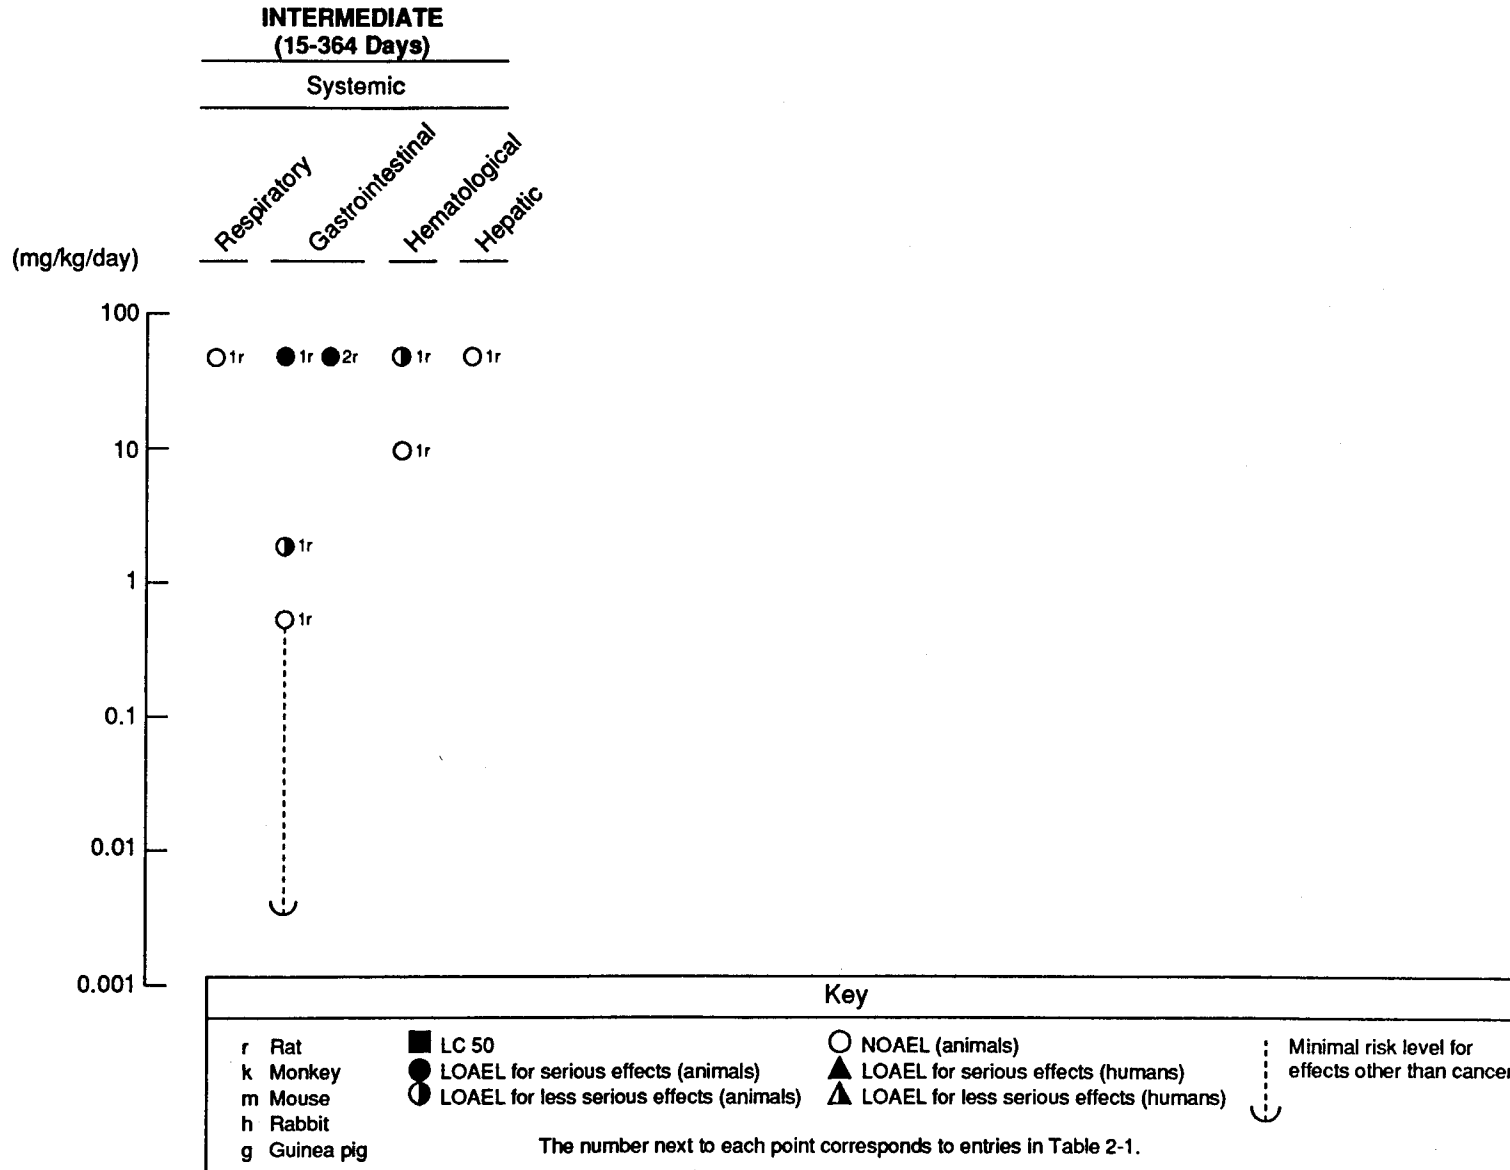 INTERMEDIATE
(15-364 Days)
Systemic
Respiratory
Gastrointestinal
Hematological
Hepatic
(mg/kg/day)
100
1r 1r 2r 1r 1r
10
1r
1r
1
1r
0.1
0.01
0.001
Key
r Rat
k Monkey
m Mouse
h Rabbit
g Guinea pig
LC 50
LOAEL for serious effects (animals)
LOAEL for less serious effects (animals)
NOAEL (animals)
LOAEL for serious effects (humans)
LOAEL for less serious effects (humans)
Minimal risk level for
effects other than cancer
The number next to each point corresponds to entries in Table 2-1.